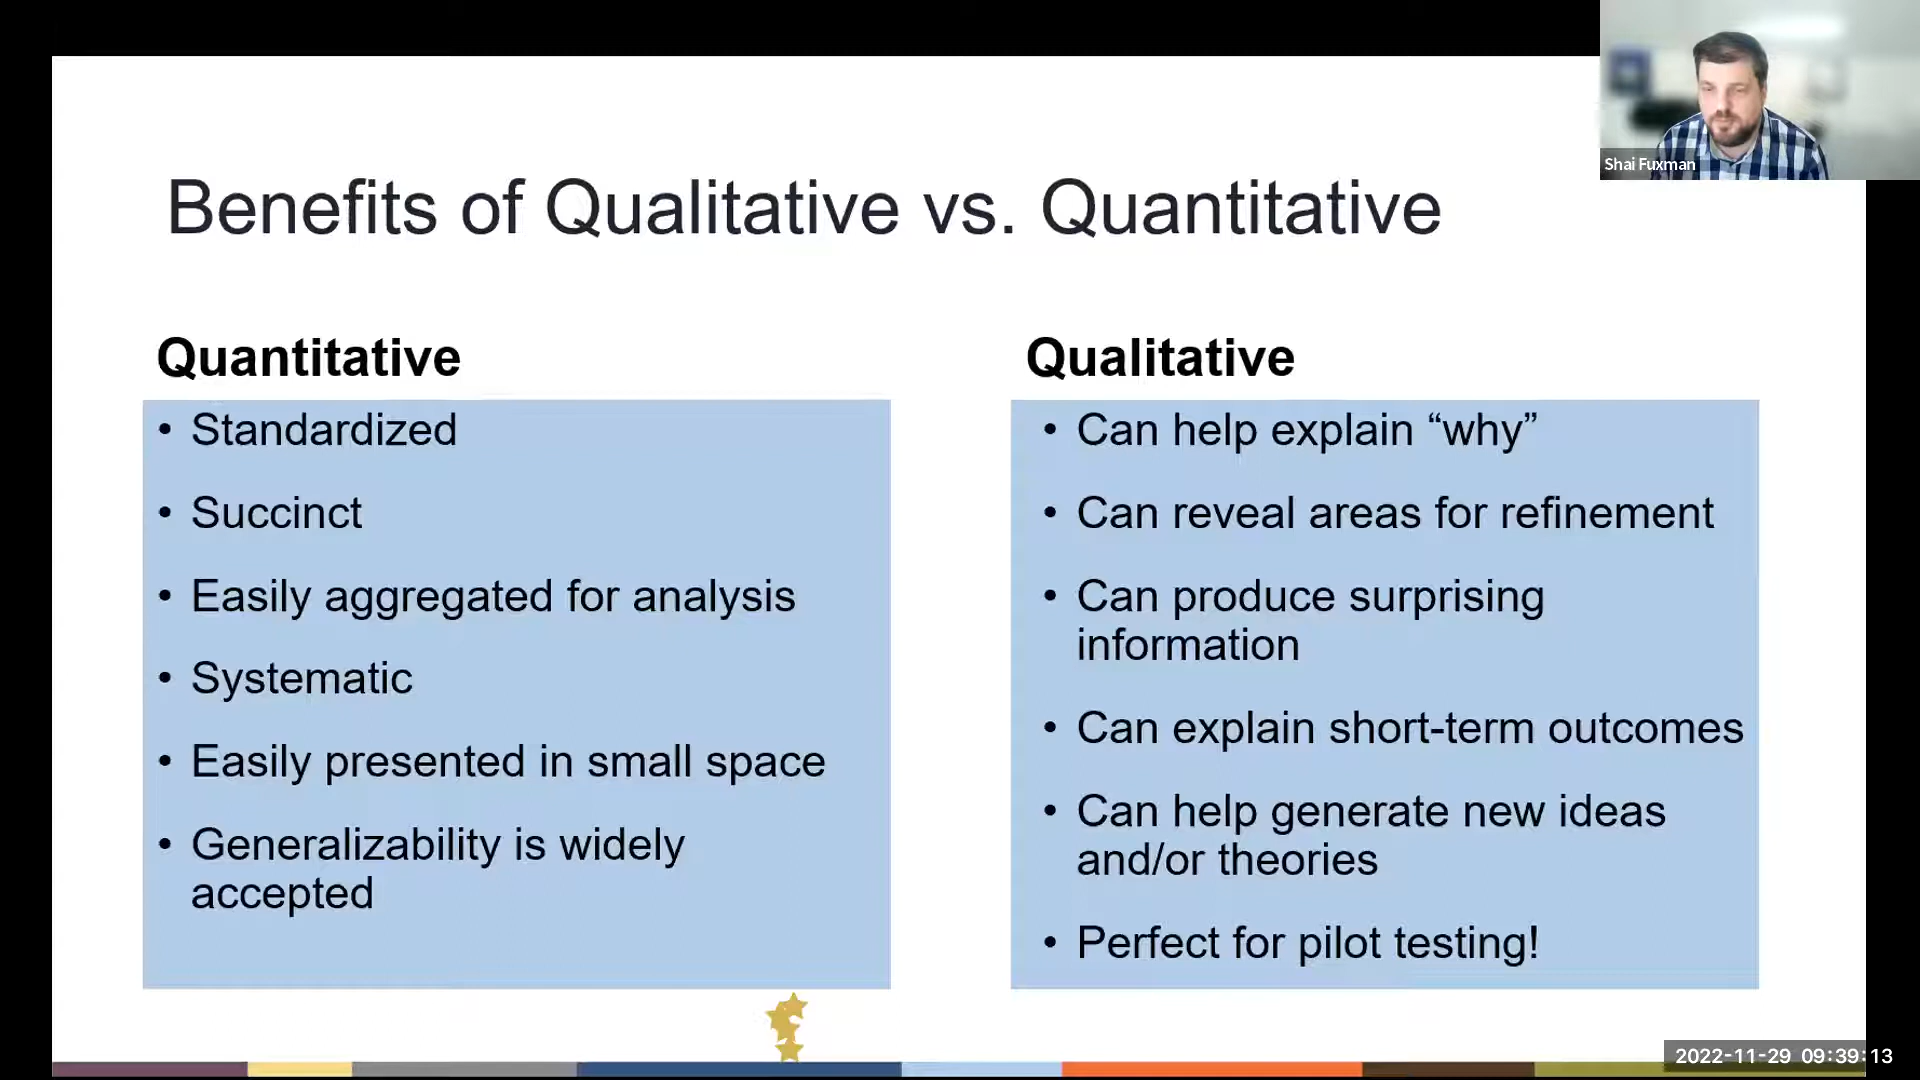 Shai Fuxman
Benefits of Qualitative vs. Quantitative
Quantitative
• Standardized
• Succinct
• Easily aggregated for analysis
• Systematic
• Easily presented in small space
• Generalizability is widely
accepted
Qualitative
• Can help explain “why”
• Can reveal areas for refinement
• Can produce surprising
information
• Can explain short-term outcomes
• Can help generate new ideas
and/or theories
• Perfect for pilot testing!
2022-11-29 09:39:13